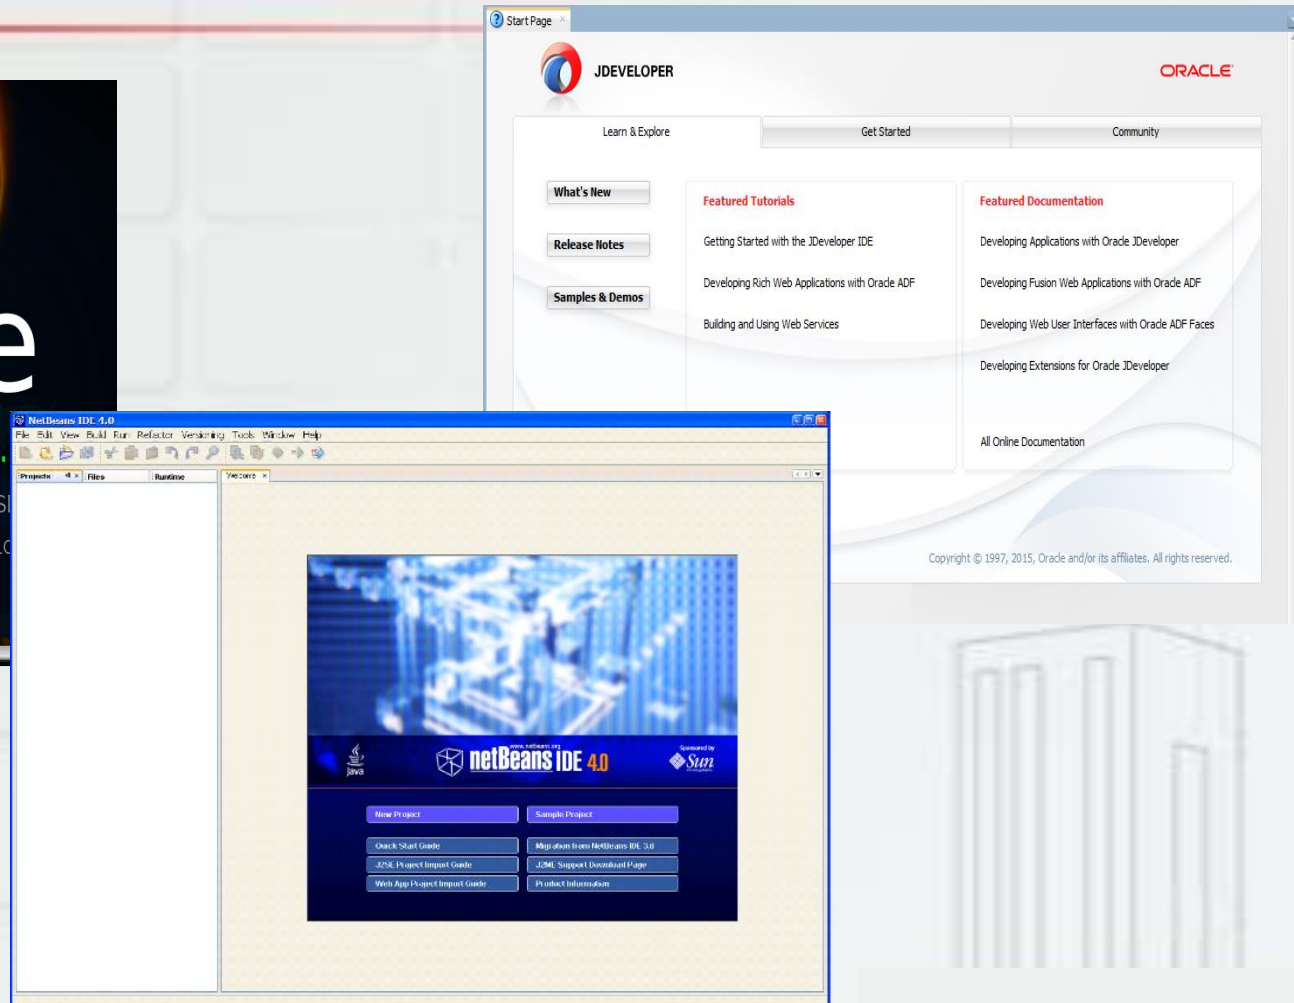 Start Page
JDEVELOPER
ORACLE
Learn & Explore
Get Started
Community
What's New
Release Notes
Samples & Demos
Featured Tutorials
Getting Started with the JDeveloper IDE
Developing Rich Web Applications with Oracle ADF
Building and Using Web Services
Featured Documentation
Developing Applications with Oracle JDeveloper
Developing Fusion Web Applications with Oracle ADF
Developing Web User Interfaces with Oracle ADF Faces
Developing Extensions for Oracle JDeveloper
All Online Documentation
Copyright © 1997, 2015, Oracle and/or its affiliates. All rights reserved.
e
NetBeans IDE 4.0
File Edit View Build Run Refactor Versioning Tools Window Help
Projects Files Runtime
Welcome
Java
www.netbeans.org
netBeans IDE 4.0
Sponsored by
Sun
New Project
Sample Project
Quick Start Guide
Migration from NetBeans IDE 3.6
J2SE Project Import Guide
J2ME Support Download Page
Web App Project Import Guide
Product Information